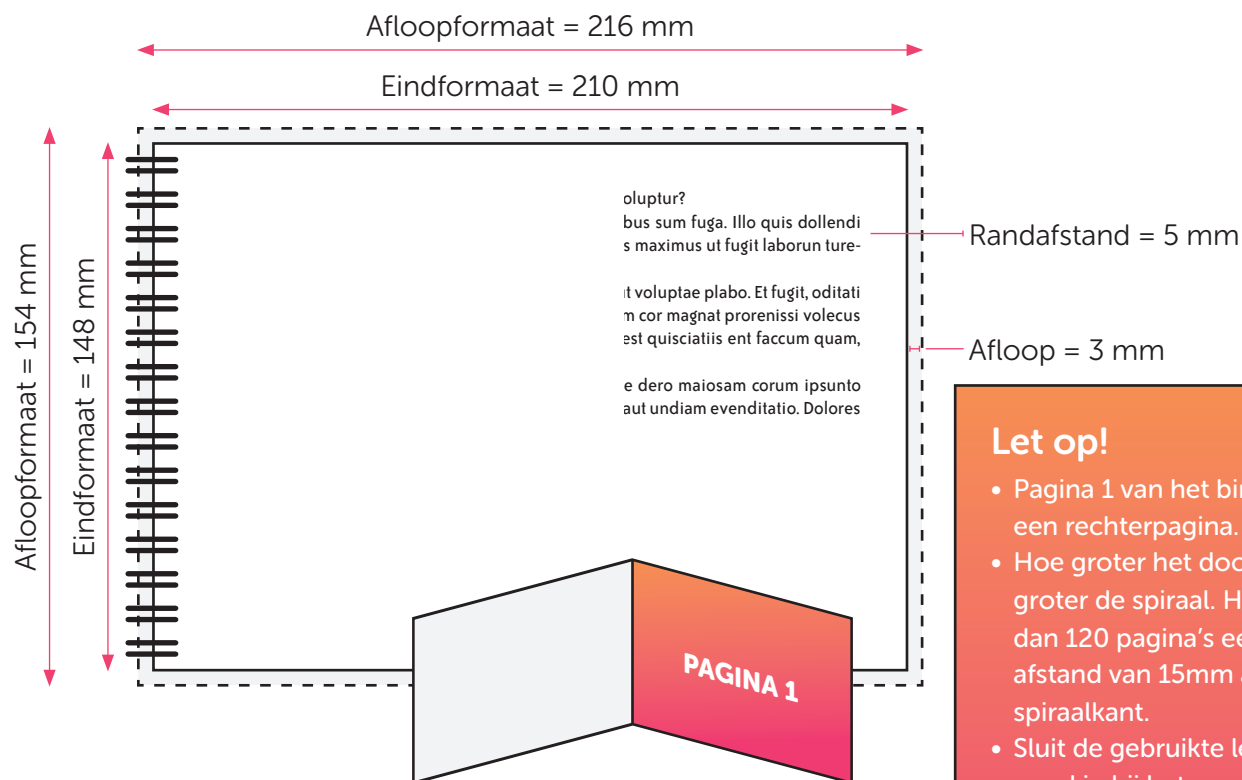 Afloopformaat = 216 mm
Eindformaat = 210 mm
Afloopformaat = 154 mm
Eindformaat = 148 mm
oluptur?
bus sum fuga. Illo quis dollendi
s maximus ut fugit laborun ture-
t voluptae plabo. Et fugit, oditati
m cor magnat prorenissi volecus
est quisciatiis ent faccum quam,
e dero maiosam corum ipsunto
aut undiam evenditatio. Dolores
Randafstand = 5 mm
Afloop = 3 mm
PAGINA 1
Let op!
• Pagina 1 van het bin
een rechterpagina.
• Hoe groter het doo
groter de spiraal. H
dan 120 pagina's ee
afstand van 15mm a
spiraalkant.
• Sluit de gebruikte le